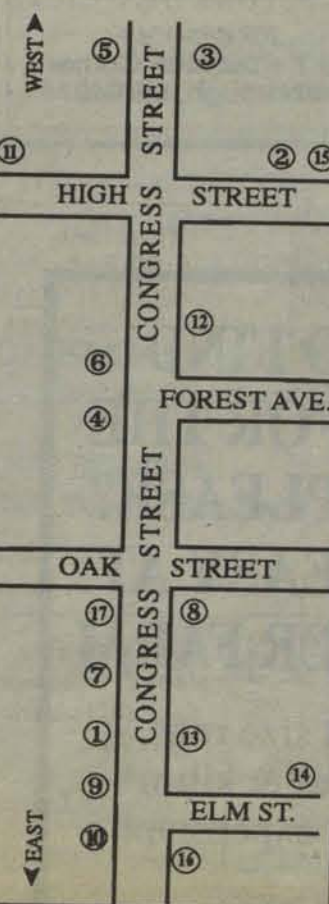 WEST
⑤
③
STREET
⑪
②
⑮
HIGH
STREET
CONGRESS
⑫
⑥
④
FOREST AVE.
STREET
OAK
STREET
⑰
⑧
CONGRESS
⑦
①
⑬
⑭
⑨
ELM ST.
EAST
⑩
⑯